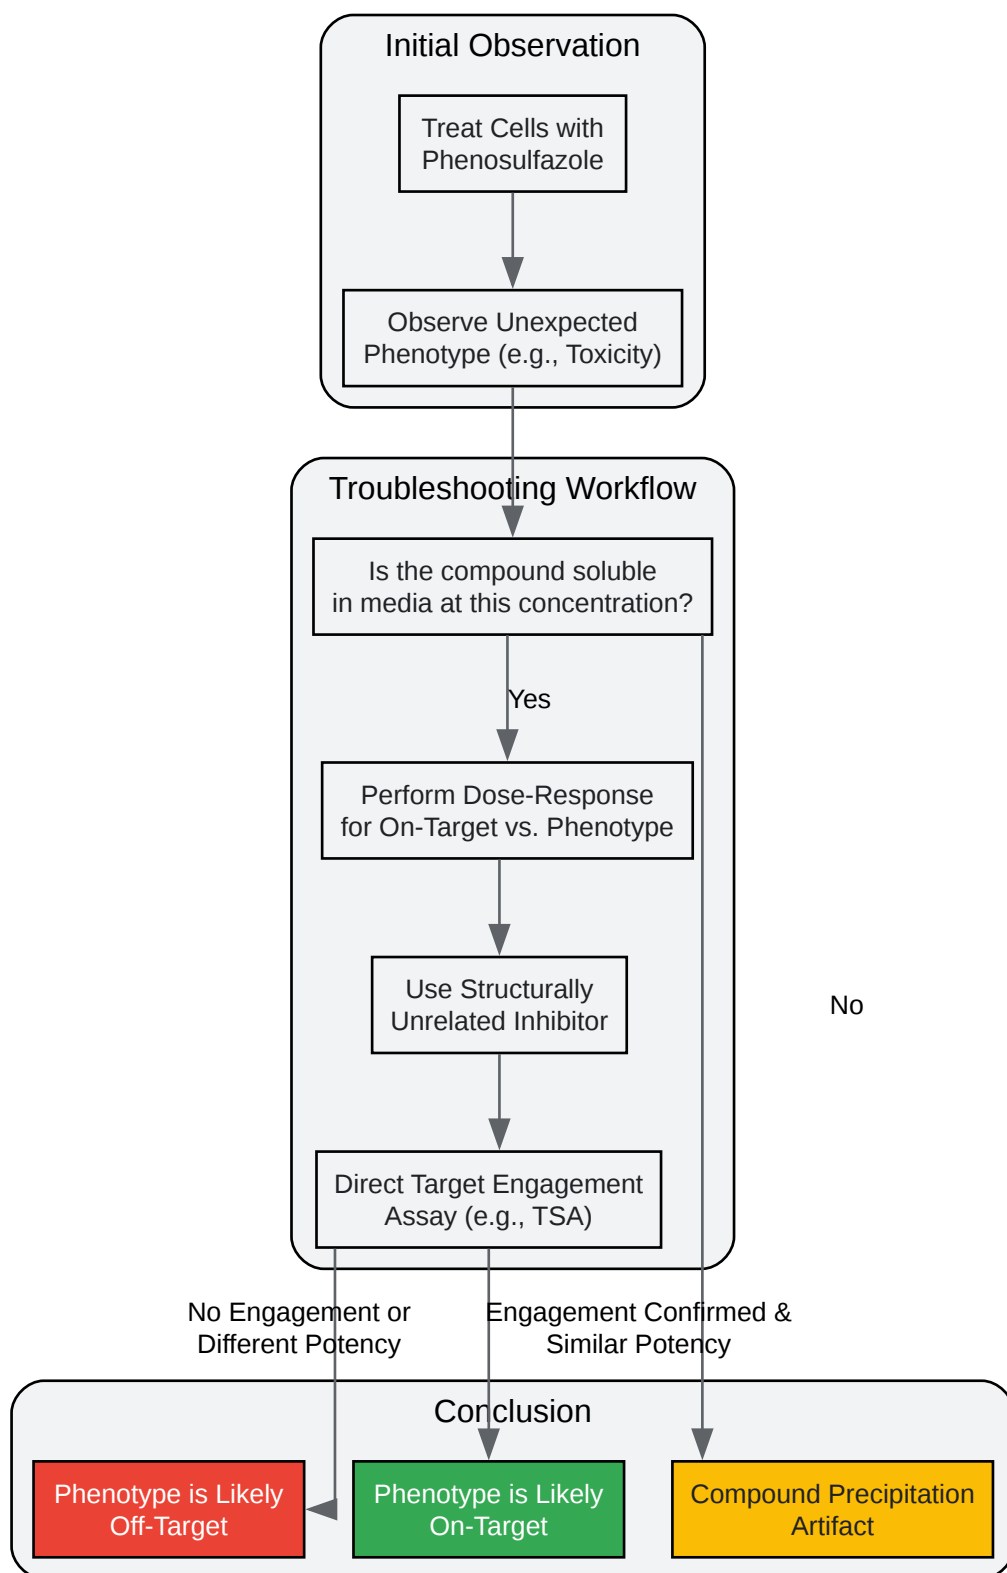 Initial Observation
Treat Cells with
Phenosulfazole
Observe Unexpected
Phenotype (e.g., Toxicity)
Troubleshooting Workflow
Is the compound soluble
in media at this concentration?
Yes
Perform Dose-Response
for On-Target vs. Phenotype
Use Structurally
Unrelated Inhibitor
No
Direct Target Engagement
Assay (e.g., TSA)
No Engagement or
Different Potency
Engagement Confirmed &
Similar Potency
Conclusion
Phenotype is Likely
Off-Target
Phenotype is Likely
On-Target
Compound Precipitation
Artifact